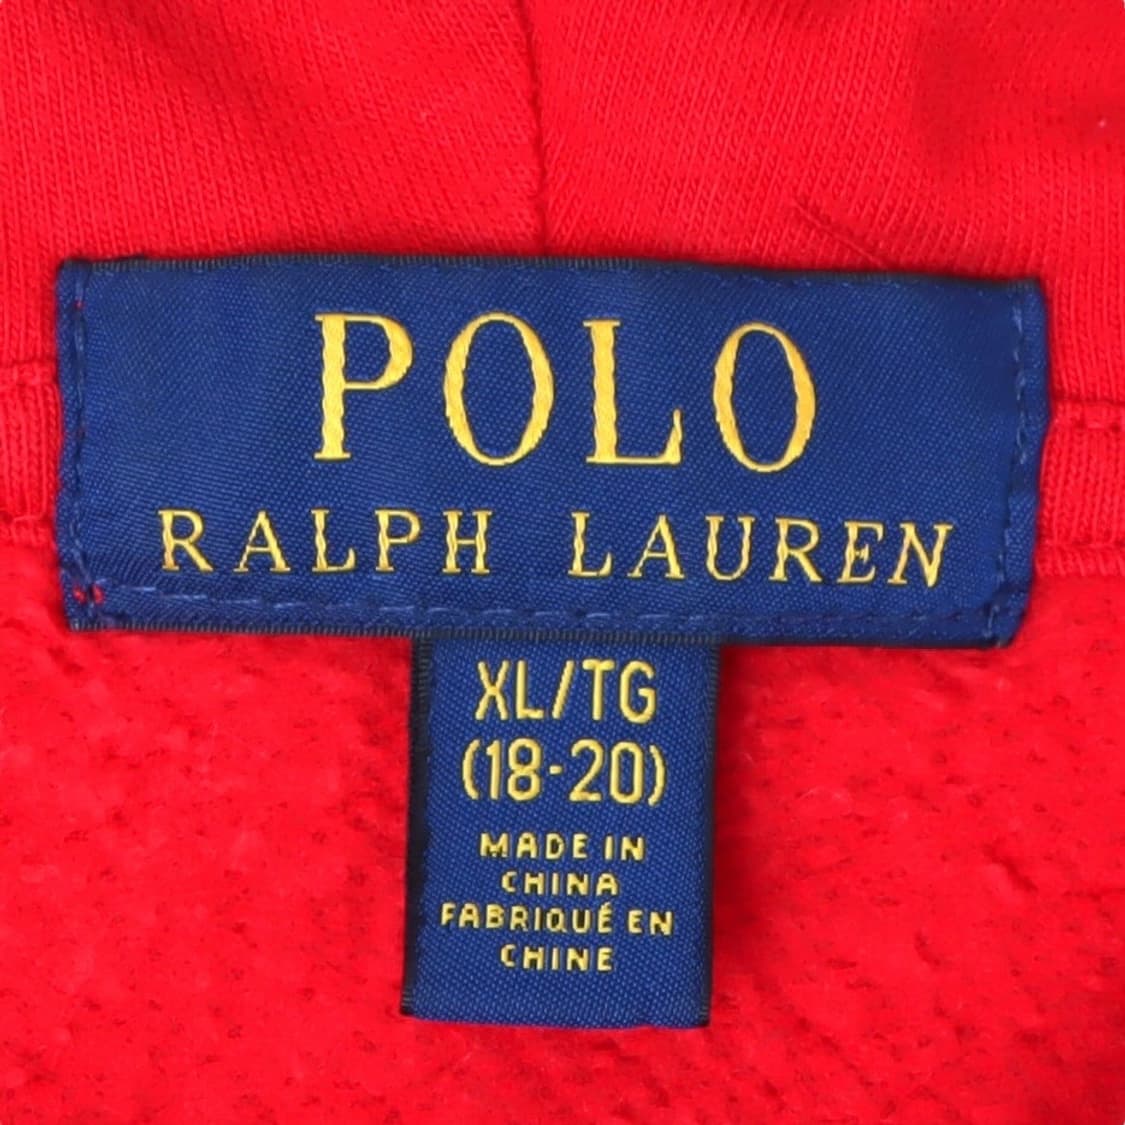 POLO
RALPH LAUREN
XL/TG
(18-20)
MADE IN
CHINA
FABRIQUÉ EN
CHINE